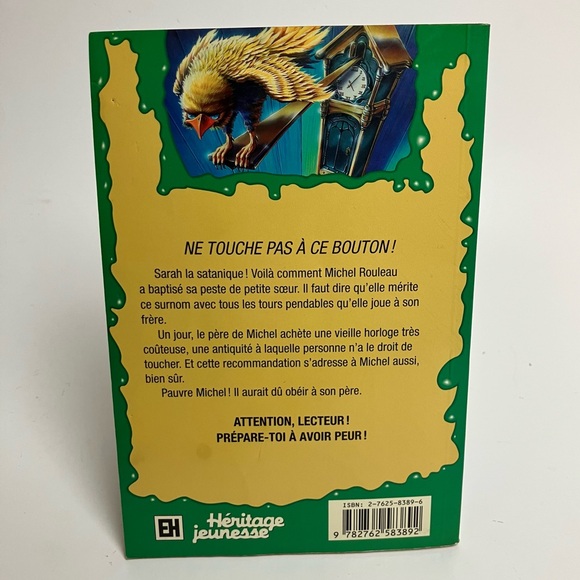 NE TOUCHE PAS À CE BOUTON !
Sarah la satanique ! Voilà comment Michel Rouleau
a baptisé sa peste de petite sœur. Il faut dire qu'elle mérite
ce surnom avec tous les tours pendables qu'elle joue à son
frère.
Un jour, le père de Michel achète une vieille horloge très
coûteuse, une antiquité à laquelle personne n'a le droit de
toucher. Et cette recommandation s'adresse à Michel aussi,
bien sûr.
Pauvre Michel ! Il aurait dû obéir à son père.
ATTENTION, LECTEUR !
PRÉPARE-TOI À AVOIR PEUR !
ISBN: 2-7625-8389-6
9 782762 583892
EH
Héritage
jeunesse